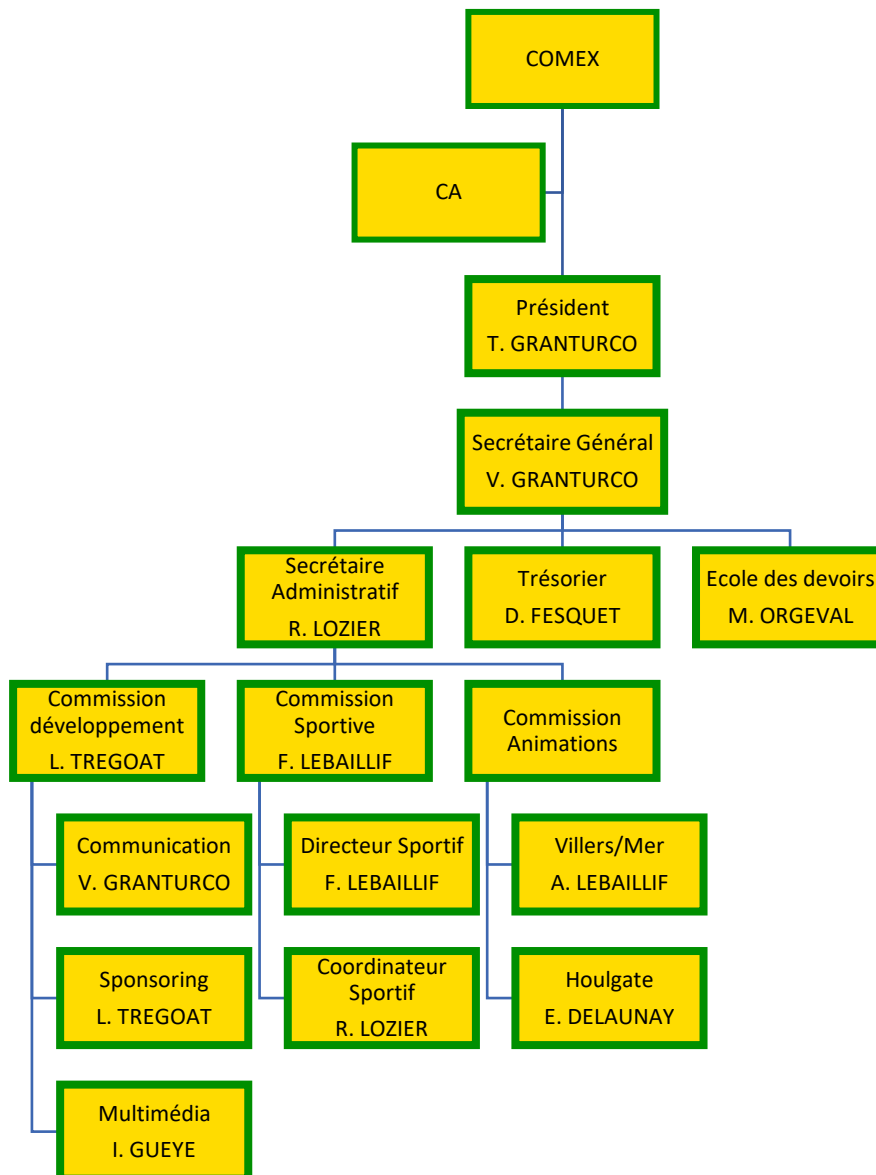 COMEX
CA
Président
T. GRANTURCO
Secrétaire Général
V. GRANTURCO
Secrétaire
Administratif
R. LOZIER
Trésorier
D. FESQUET
Ecole des devoirs
M. ORGEVAL
Commission
développement
L. TREGOAT
Commission
Sportive
F. LEBAILLIF
Commission
Animations
Communication
V. GRANTURCO
Directeur Sportif
F. LEBAILLIF
Villers/Mer
A. LEBAILLIF
Sponsoring
L. TREGOAT
Coordinateur
Sportif
R. LOZIER
Houlgate
E. DELAUNAY
Multimédia
I. GUEYE